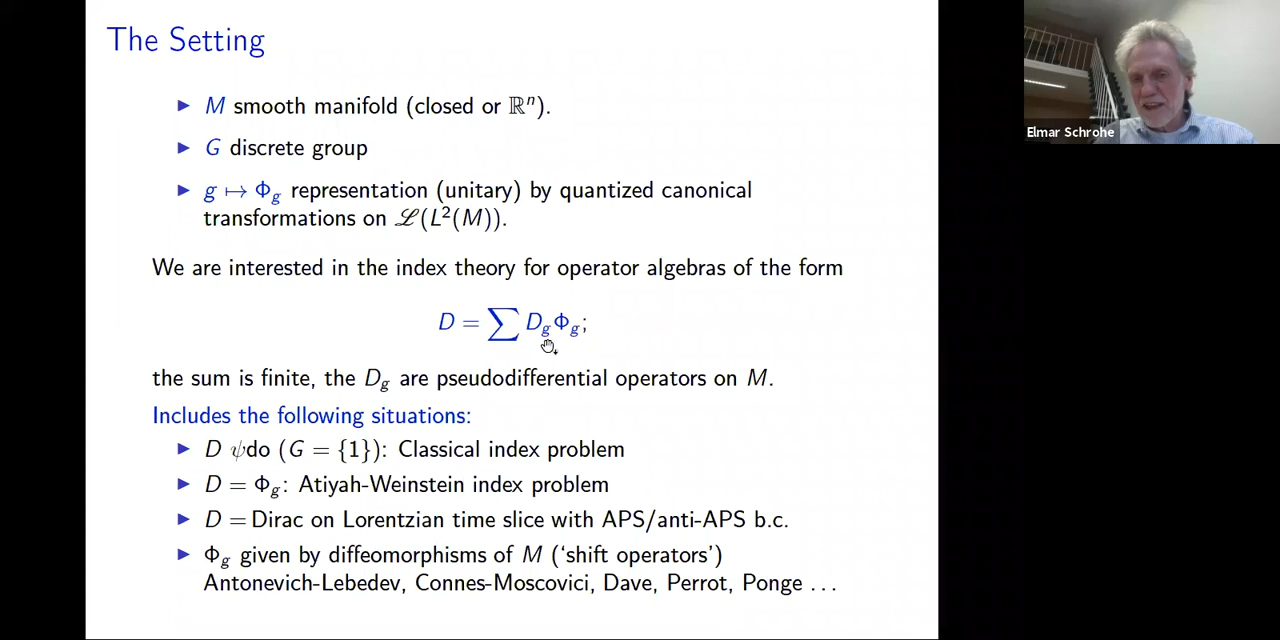 The Setting
▶ M smooth manifold (closed or ℝⁿ).
▶ G discrete group
▶ g ↦ Φ_g representation (unitary) by quantized canonical
transformations on ℒ(L²(M)).
We are interested in the index theory for operator algebras of the form
D = ∑ D_g Φ_g;
the sum is finite, the D_g are pseudodifferential operators on M.
Includes the following situations:
▶ D ψdo (G = {1}): Classical index problem
▶ D = Φ_g: Atiyah-Weinstein index problem
▶ D = Dirac on Lorentzian time slice with APS/anti-APS b.c.
▶ Φ_g given by diffeomorphisms of M (‘shift operators’)
Antonevich-Lebedev, Connes-Moscovici, Dave, Perrot, Ponge ...
Elmar Schrohe